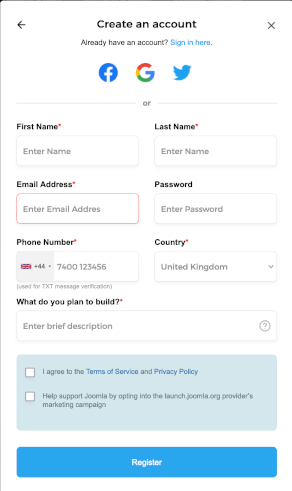 Create an account
Already have an account? Sign in here.
or
First Name*
Last Name*
Enter Name
Enter Name
Email Address*
Password
Enter Email Addres
Enter Password
Phone Number*
Country*
+44
7400 123456
United Kingdom
(used for TXT message verification)
What do you plan to build?*
Enter brief description
?
I agree to the Terms of Service and Privacy Policy
Help support Joomla by opting into the launch.joomla.org provider's
marketing campaign
Register